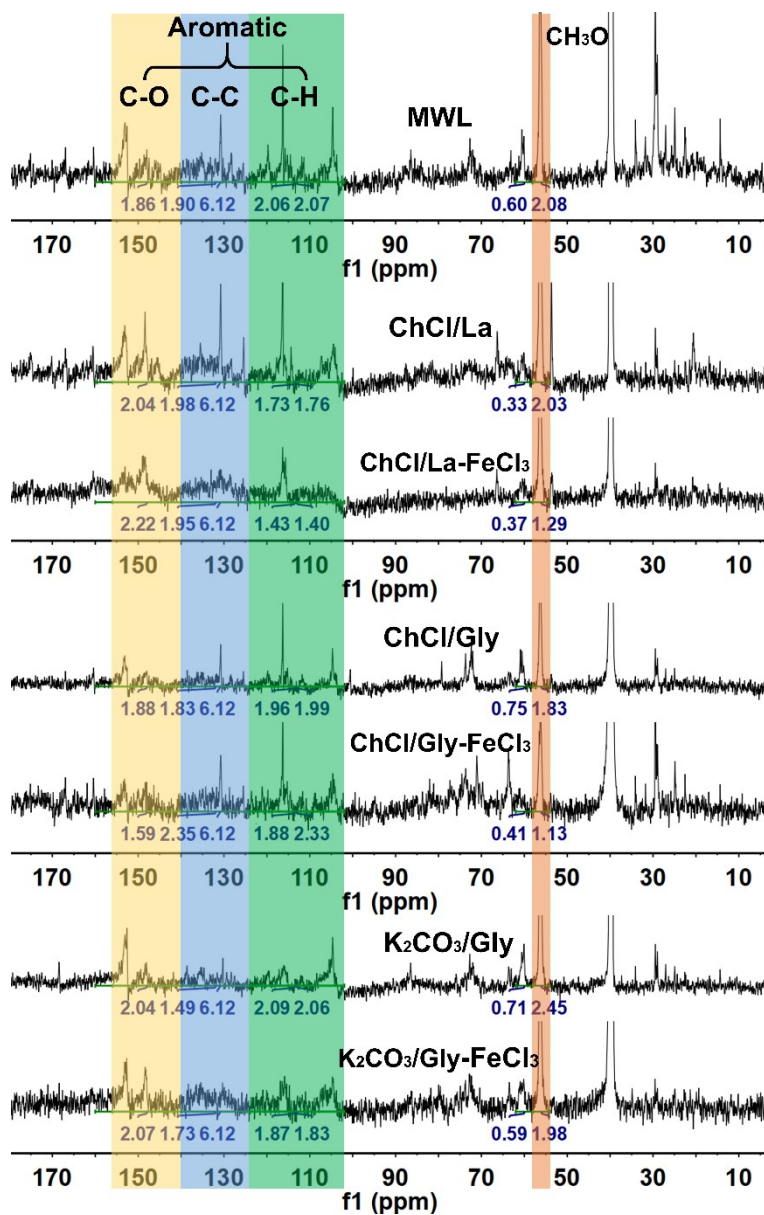 Aromatic
CH₃O
C-O C-C C-H
MWL
1.86 1.90 6.12 2.06 2.07 0.60 2.08
170 150 130 110 90 70 50 30 10
f1 (ppm)
ChCl/La
2.04 1.98 6.12 1.73 1.76 0.33 2.03
ChCl/La-FeCl₃
2.22 1.95 6.12 1.43 1.40 0.37 1.29
170 150 130 110 90 70 50 30 10
f1 (ppm)
ChCl/Gly
1.88 1.83 6.12 1.96 1.99 0.75 1.83
ChCl/Gly-FeCl₃
1.59 2.35 6.12 1.88 2.33 0.41 1.13
170 150 130 110 90 70 50 30 10
f1 (ppm)
K₂CO₃/Gly
2.04 1.49 6.12 2.09 2.06 0.71 2.45
K₂CO₃/Gly-FeCl₃
2.07 1.73 6.12 1.87 1.83 0.59 1.98
170 150 130 110 90 70 50 30 10
f1 (ppm)